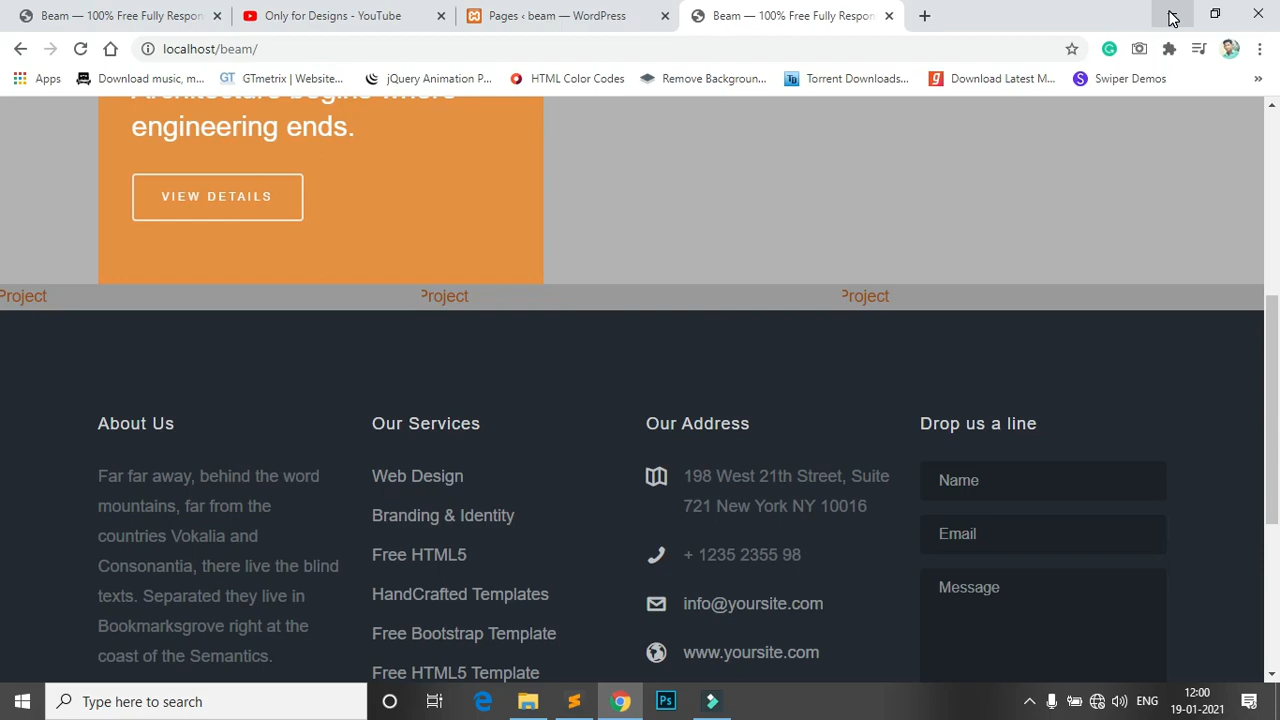 Beam — 100% Free Fully Respon
Only for Designs - YouTube
Pages ‹ beam — WordPress
Beam — 100% Free Fully Respon
localhost/beam/
Apps
Download music, m...
GT
GTmetrix | Website...
jQuery Animation P...
HTML Color Codes
Remove Backgroun...
Td
Torrent Downloads...
g
Download Latest M...
S
Swiper Demos
»
Architecture begins where
engineering ends.
VIEW DETAILS
Project
Project
Project
About Us
Far far away, behind the word
mountains, far from the
countries Vokalia and
Consonantia, there live the blind
texts. Separated they live in
Bookmarksgrove right at the
coast of the Semantics.
Our Services
Web Design
Branding & Identity
Free HTML5
HandCrafted Templates
Free Bootstrap Template
Free HTML5 Template
Our Address
198 West 21th Street, Suite
721 New York NY 10016
+ 1235 2355 98
info@yoursite.com
www.yoursite.com
Drop us a line
Name
Email
Message
Type here to search
Ps
ENG
12:00
19-01-2021